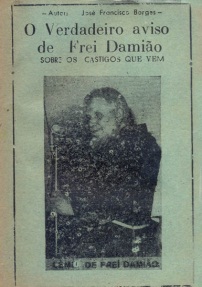 —Autor: José Francisco Borges—
O Verdadeiro aviso
de Frei Damião
SOBRE OS CASTIGOS QUE VEM
DE FREI DAMIÃO